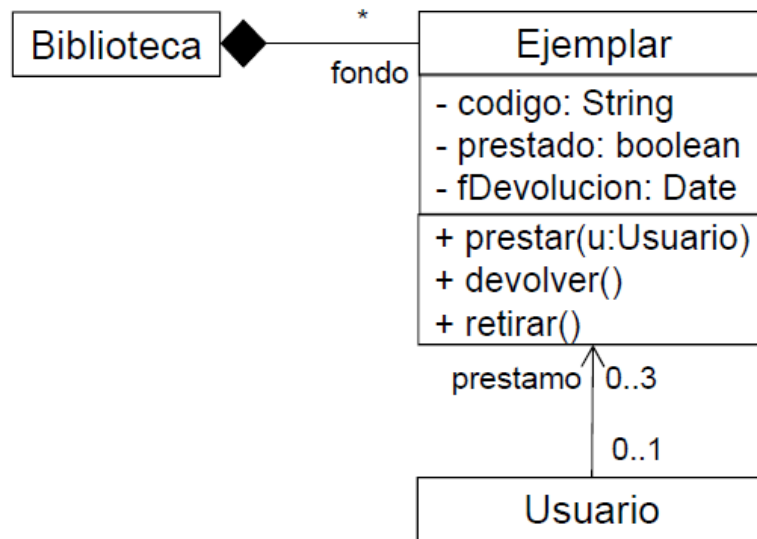 Biblioteca
*
fondo
Ejemplar
- codigo: String
- prestado: boolean
- fDevolucion: Date
+ prestar(u:Usuario)
+ devolver()
+ retirar()
prestamo 0..3
0..1
Usuario